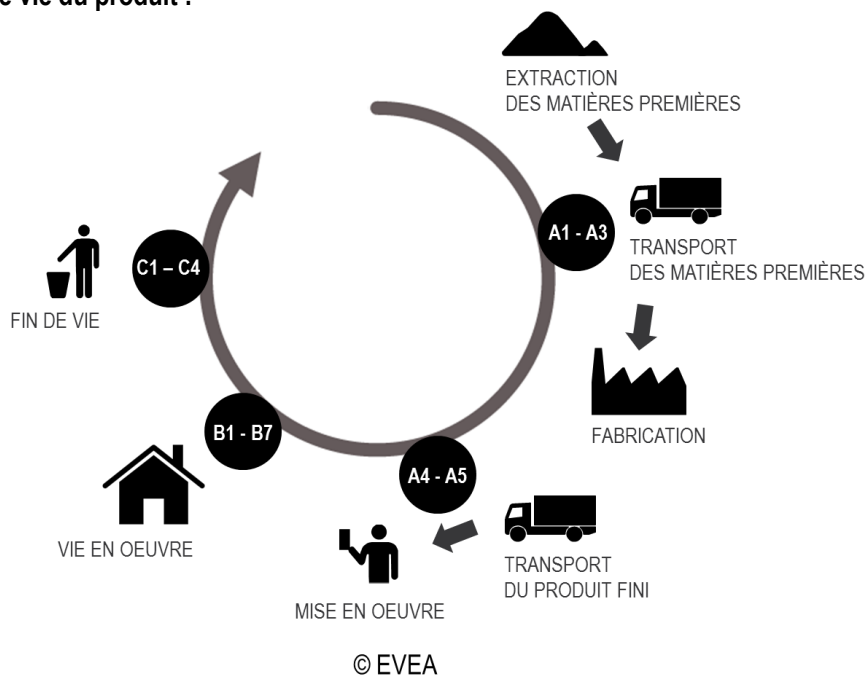 e vie du produit :
EXTRACTION
DES MATIÈRES PREMIÈRES
A1 - A3
TRANSPORT
DES MATIÈRES PREMIÈRES
FABRICATION
A4 - A5
TRANSPORT
DU PRODUIT FINI
MISE EN OEUVRE
B1 - B7
VIE EN OEUVRE
C1 – C4
FIN DE VIE
© EVEA